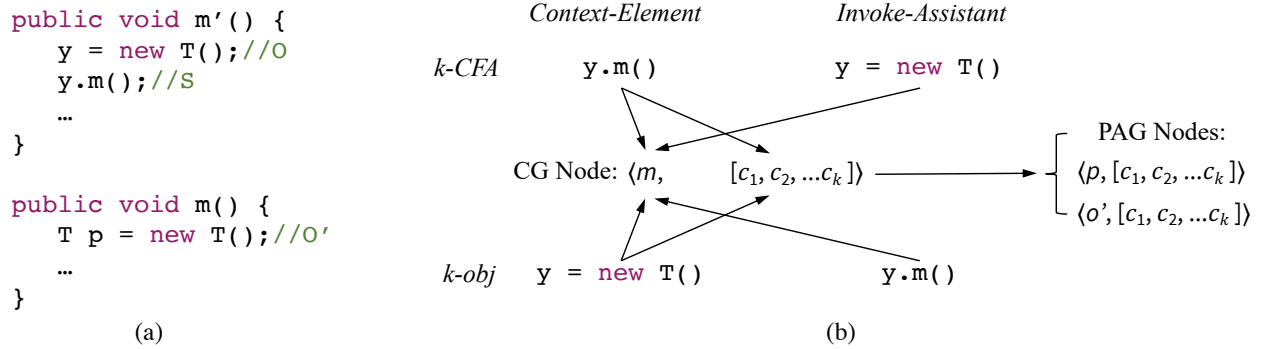 public void m’() {
y = new T();//O
y.m();//S
…
}
public void m() {
T p = new T();//O’
…
}
(a)
Context-Element Invoke-Assistant
k-CFA y.m() y = new T()
CG Node: ⟨m, [c₁, c₂, ...cₖ]⟩
PAG Nodes:
⟨p, [c₁, c₂, ...cₖ]⟩
⟨o’, [c₁, c₂, ...cₖ]⟩
k-obj y = new T() y.m()
(b)